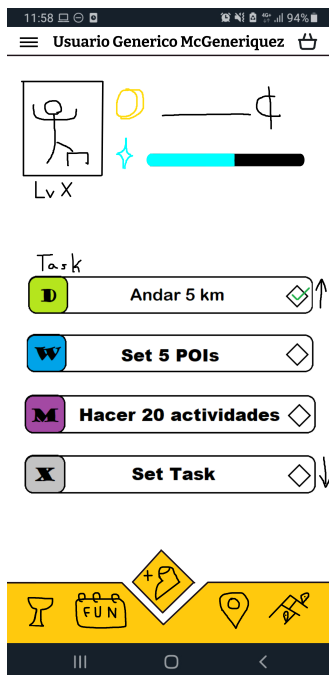 11:58 94%
Usuario Generico McGeneriquez
₵
Lv X
Task
D Andar 5 km
W Set 5 POIs
M Hacer 20 actividades
X Set Task
+
FUN